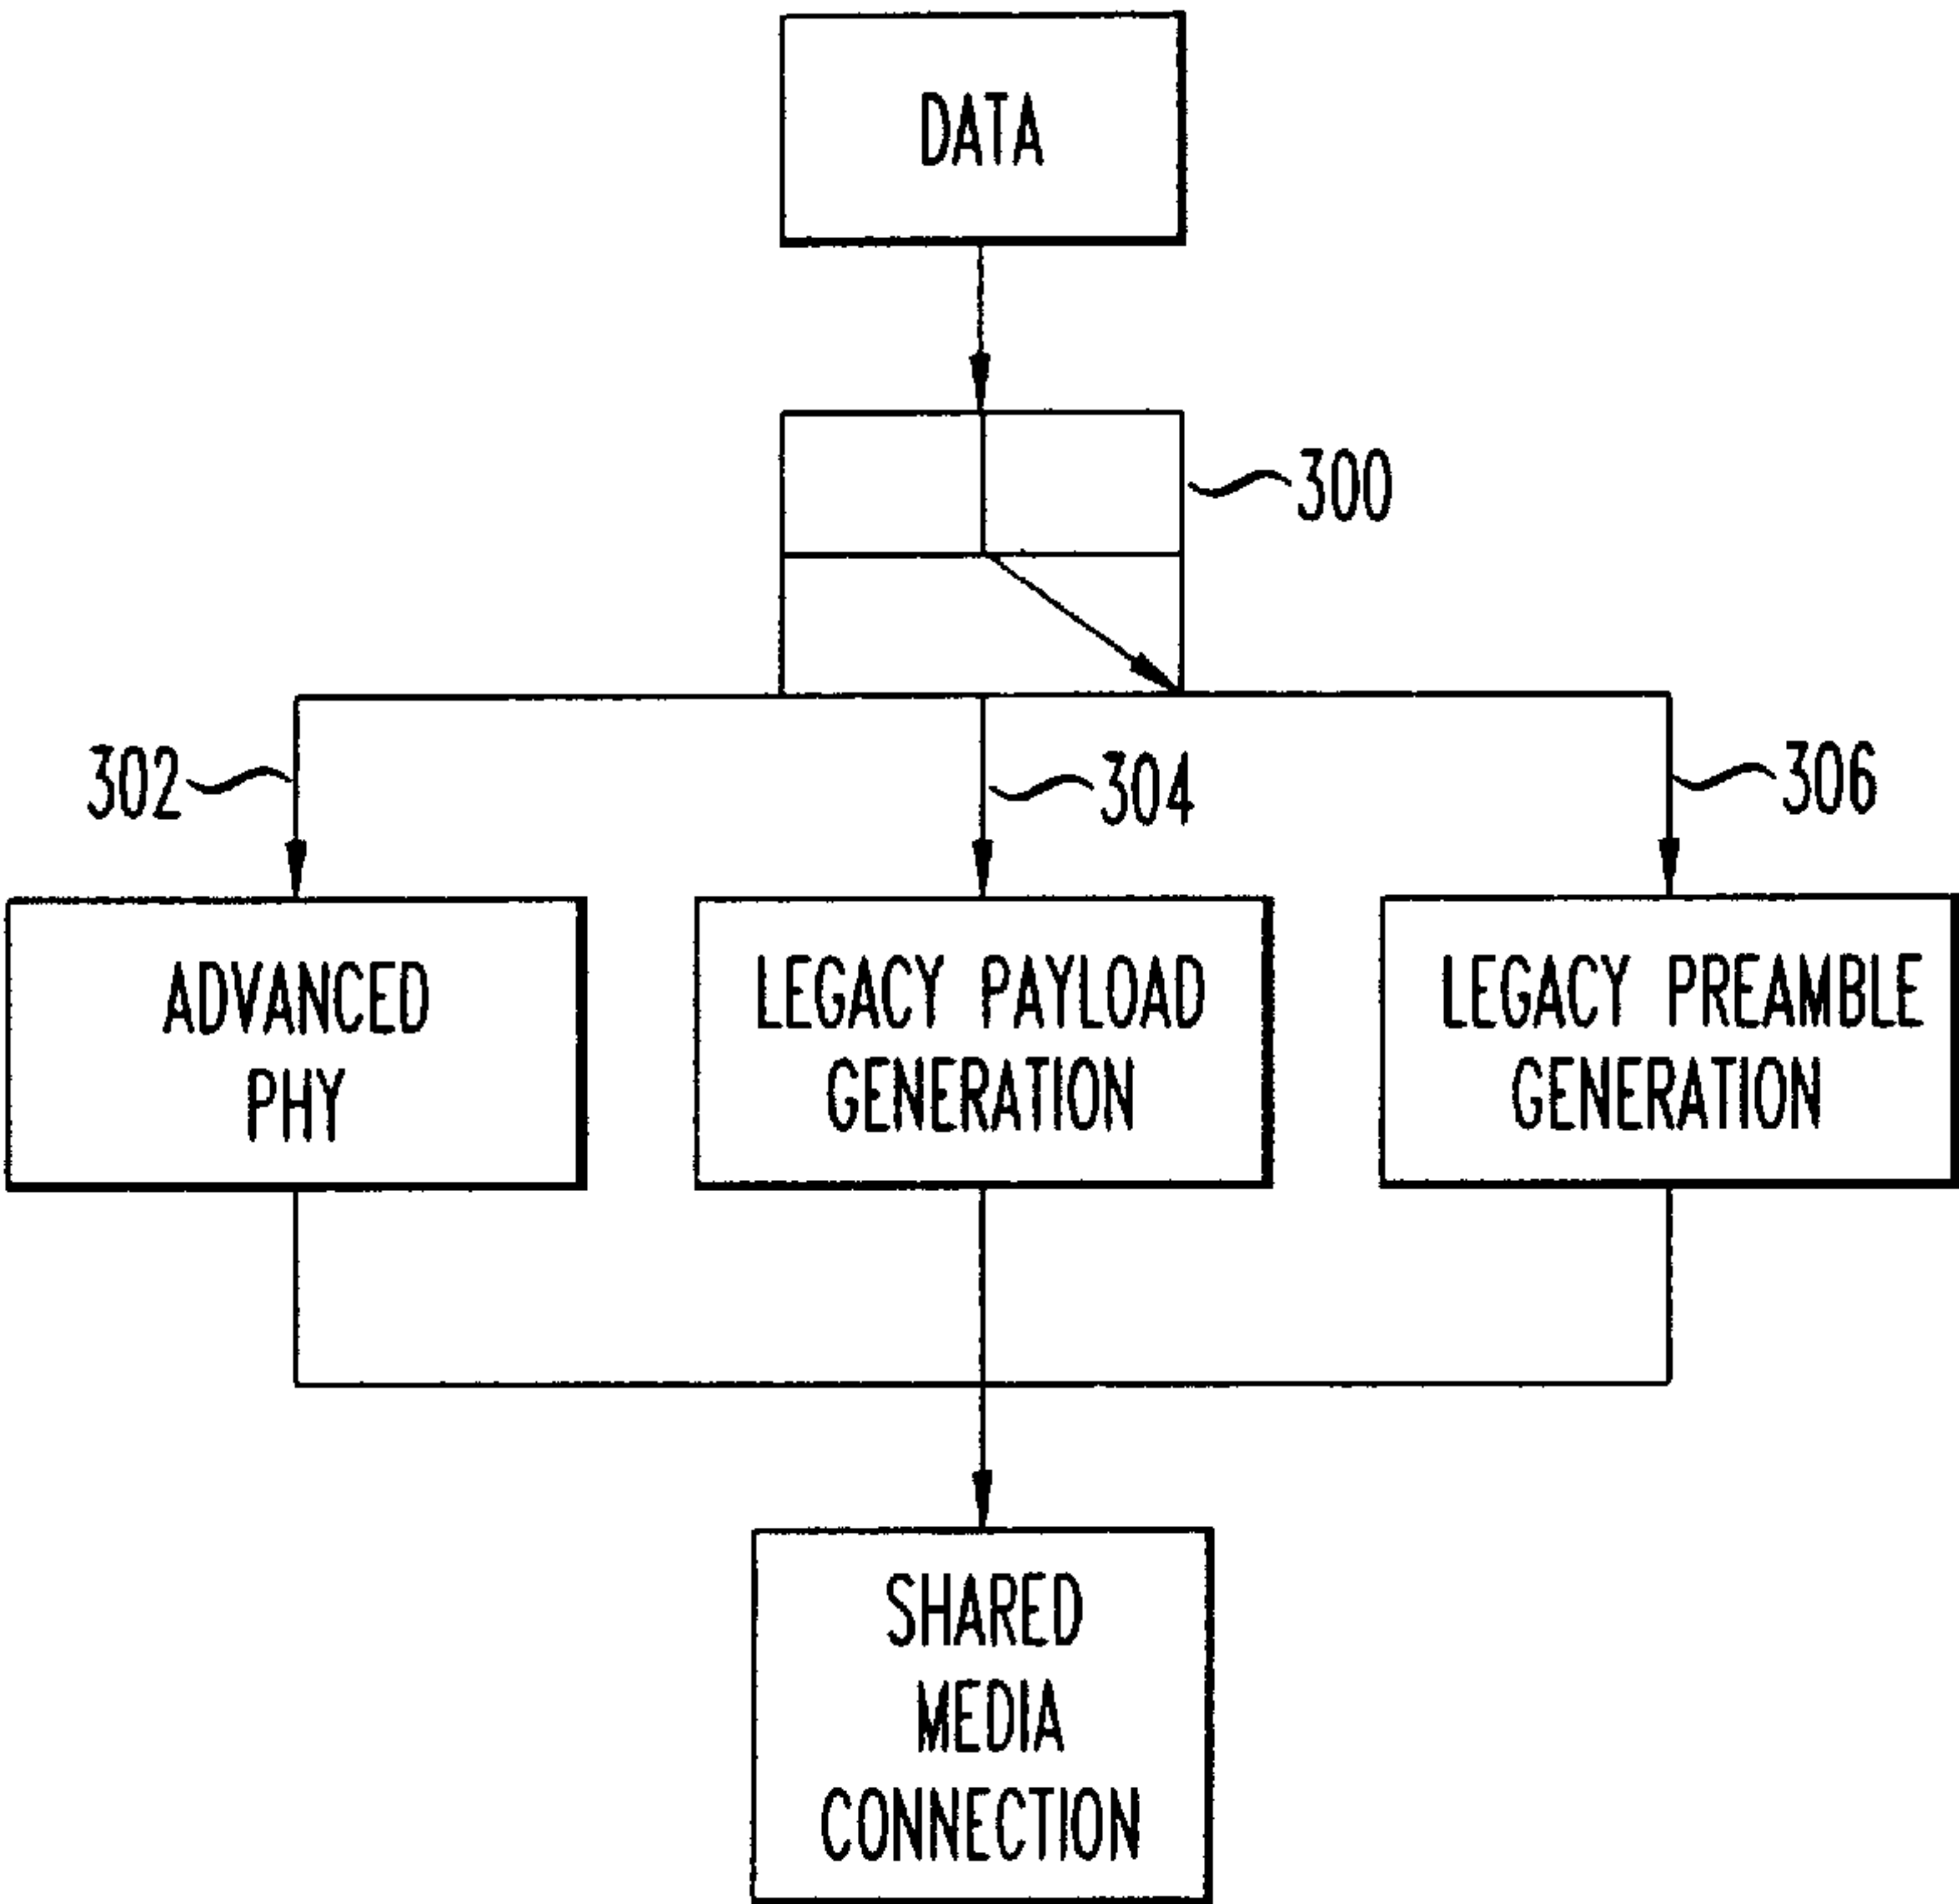 DATA
300
302
304
306
ADVANCED
PHY
LEGACY PAYLOAD
GENERATION
LEGACY PREAMBLE
GENERATION
SHARED
MEDIA
CONNECTION